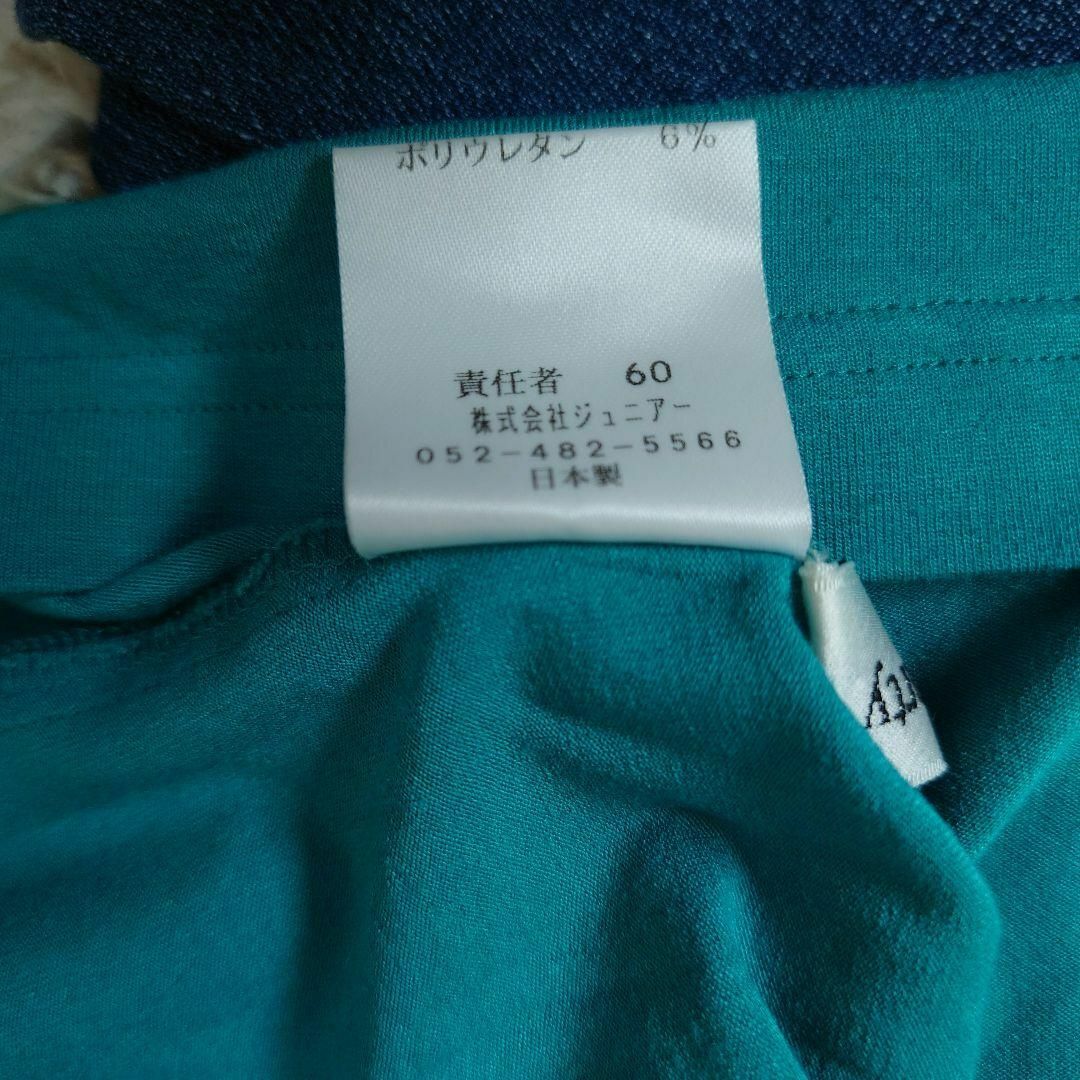 ポリウレタン 6%
責任者 60
株式会社ジュニアー
052-482-5566
日本製